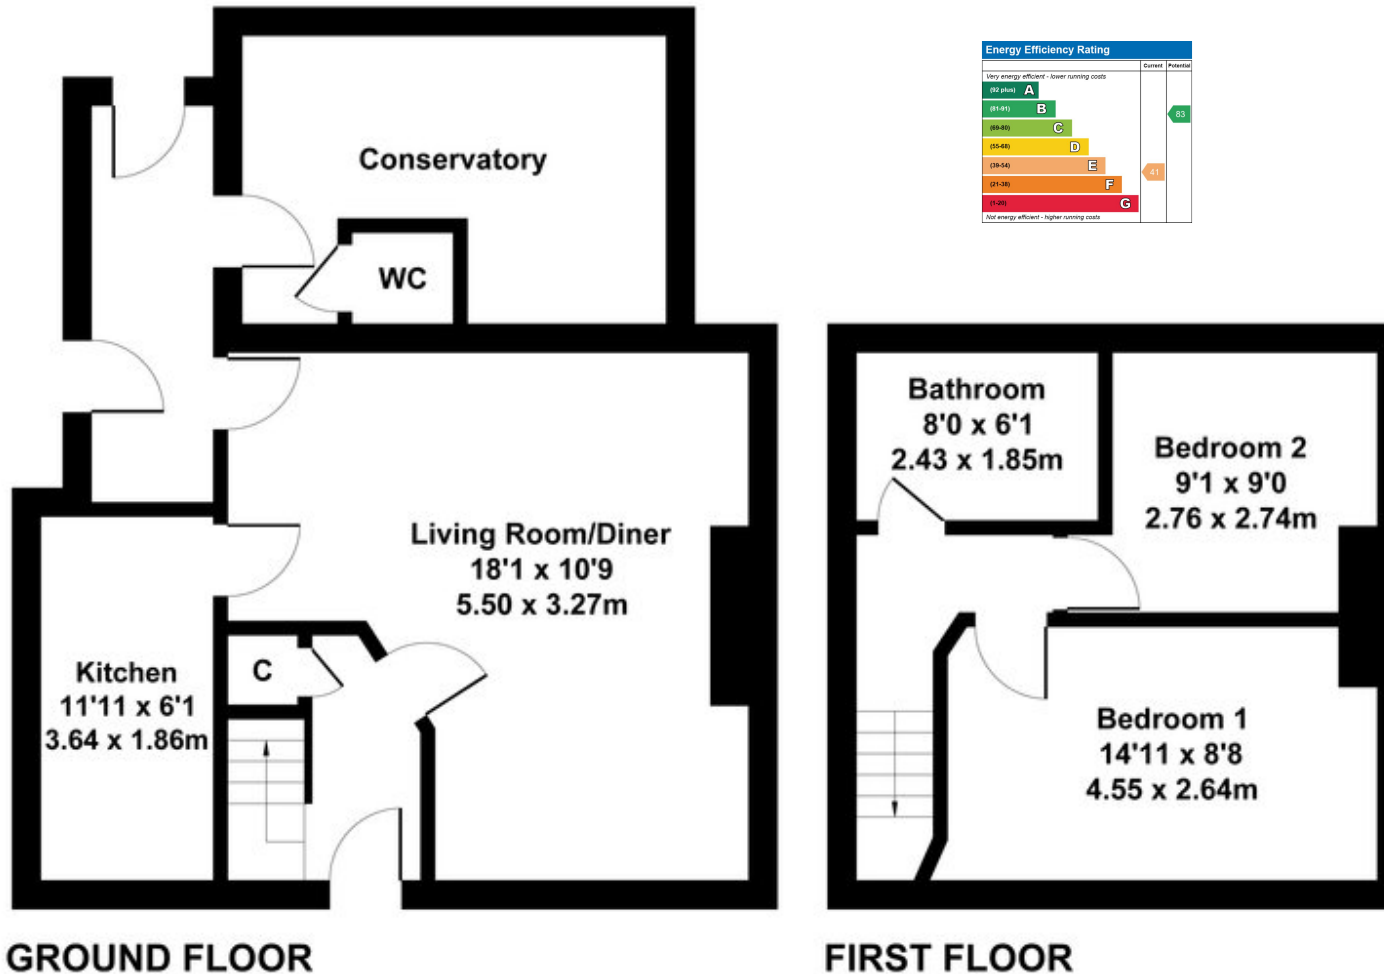 Conservatory
WC
Living Room/Diner
18'1 x 10'9
5.50 x 3.27m
Kitchen
11'11 x 6'1
3.64 x 1.86m
C
GROUND FLOOR
Energy Efficiency Rating
Current Potential
Very energy efficient - lower running costs
(92 plus) A
(81-91) B
83
(69-80) C
(55-68) D
(39-54) E
41
(21-38) F
(1-20) G
Not energy efficient - higher running costs
Bathroom
8'0 x 6'1
2.43 x 1.85m
Bedroom 2
9'1 x 9'0
2.76 x 2.74m
Bedroom 1
14'11 x 8'8
4.55 x 2.64m
FIRST FLOOR